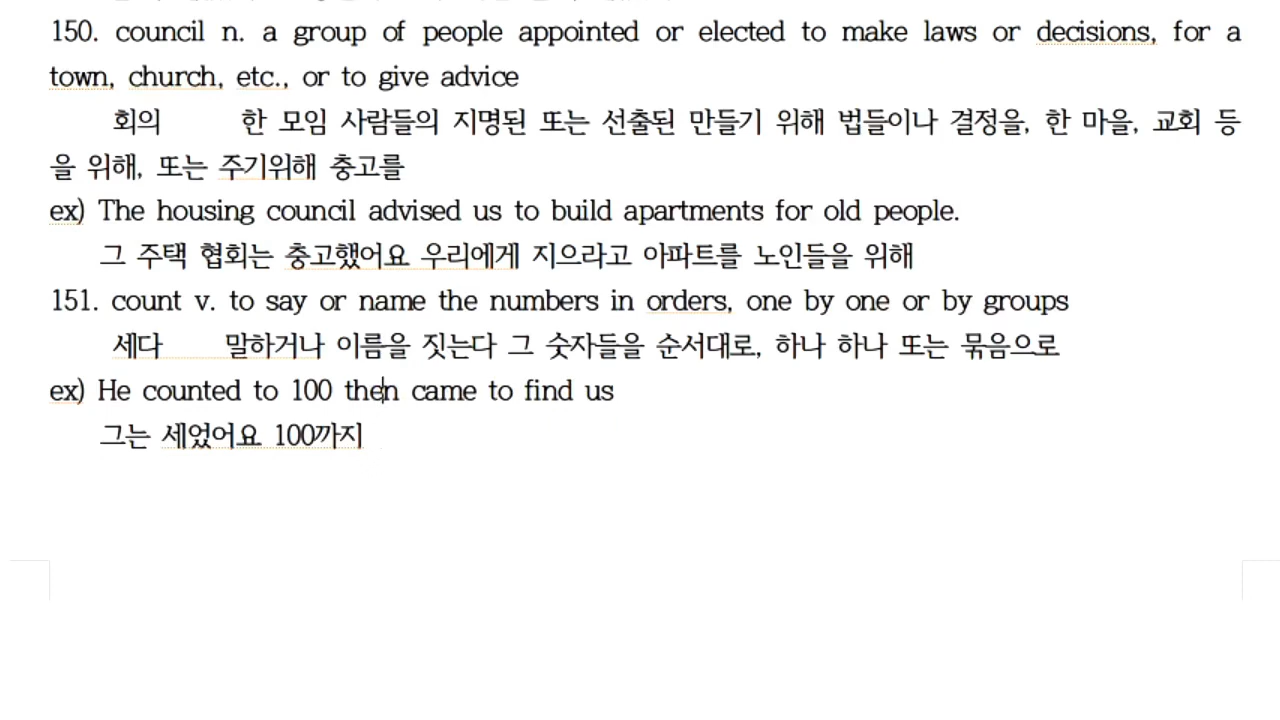 150. council n. a group of people appointed or elected to make laws or decisions, for a
town, church, etc., or to give advice
회의 한 모임 사람들의 지명된 또는 선출된 만들기 위해 법들이나 결정을, 한 마을, 교회 등
을 위해, 또는 주기위해 충고를
ex) The housing council advised us to build apartments for old people.
그 주택 협회는 충고했어요 우리에게 지으라고 아파트를 노인들을 위해
151. count v. to say or name the numbers in orders, one by one or by groups
세다 말하거나 이름을 짓는다 그 숫자들을 순서대로, 하나 하나 또는 묶음으로
ex) He counted to 100 then came to find us
그는 세었어요 100까지